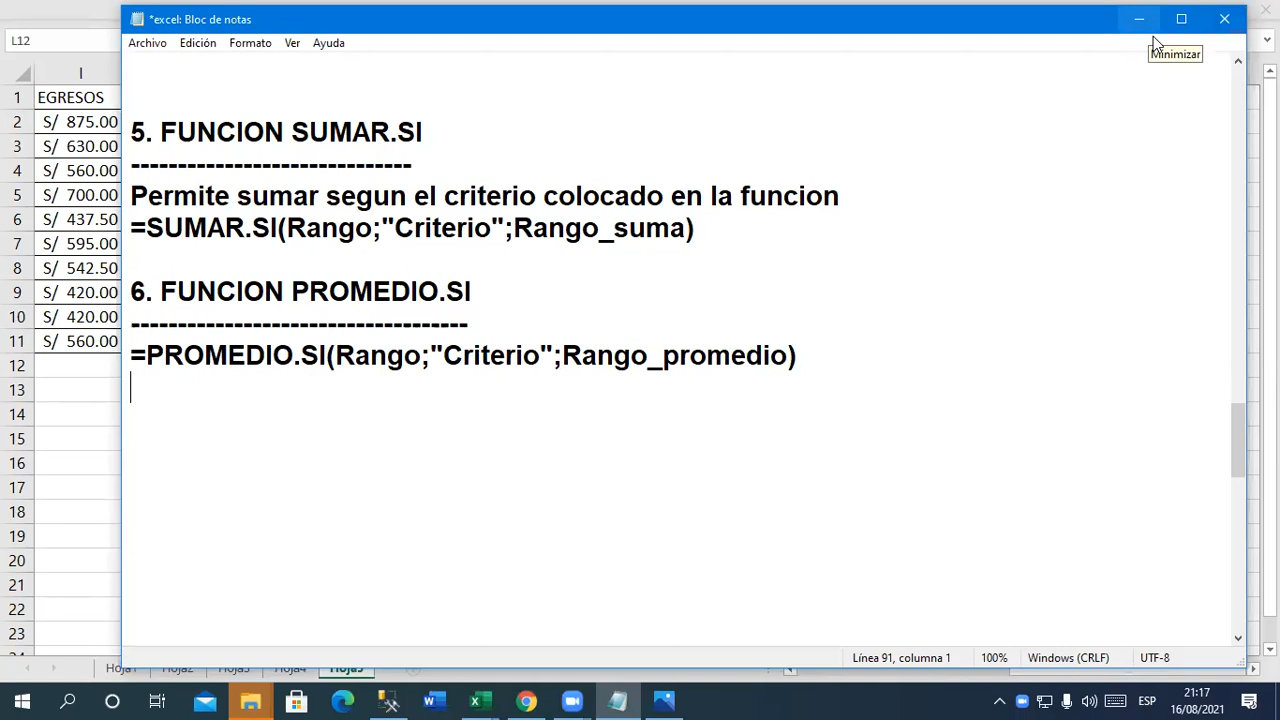 *excel: Bloc de notas
Archivo Edición Formato Ver Ayuda
Minimizar
L12
I
1 EGRESOS
2 S/ 875.00
3 S/ 630.00
4 S/ 560.00
5 S/ 700.00
6 S/ 437.50
7 S/ 595.00
8 S/ 542.50
9 S/ 420.00
10 S/ 420.00
11 S/ 560.00
12
13
14
15
16
17
18
19
20
21
22
23
5. FUNCION SUMAR.SI
------------------------------
Permite sumar segun el criterio colocado en la funcion
=SUMAR.SI(Rango;"Criterio";Rango_suma)
6. FUNCION PROMEDIO.SI
------------------------------------
=PROMEDIO.SI(Rango;"Criterio";Rango_promedio)
Línea 91, columna 1 100% Windows (CRLF) UTF-8
Hoja1 Hoja2 Hoja3 Hoja4 Hoja5
ESP
21:17
16/08/2021